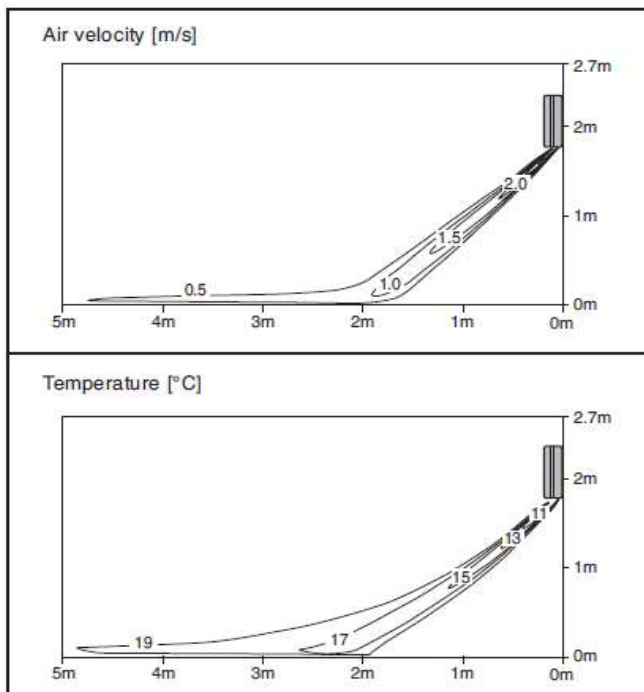 Air velocity [m/s]
2.7m
2m
2.0
1m
1.5
1.0
0.5
0m
5m 4m 3m 2m 1m 0m
Temperature [°C]
2.7m
2m
11
13
1m
15
17
19
0m
5m 4m 3m 2m 1m 0m